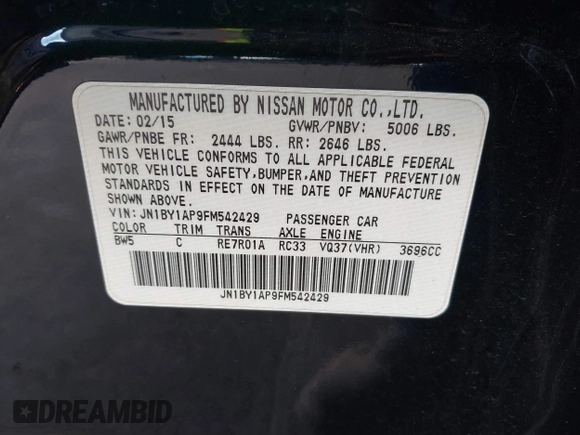 MANUFACTURED BY NISSAN MOTOR CO.,LTD.
DATE: 02/15 GVWR/PNBV: 5006 LBS.
GAWR/PNBE FR: 2444 LBS. RR: 2646 LBS.
THIS VEHICLE CONFORMS TO ALL APPLICABLE FEDERAL
MOTOR VEHICLE SAFETY,BUMPER,AND THEFT PREVENTION
STANDARDS IN EFFECT ON THE DATE OF MANUFACTURE
SHOWN ABOVE.
VIN: JN1BY1AP9FM542429 PASSENGER CAR
COLOR TRIM TRANS AXLE ENGINE
BW5 C RE7R01A RC33 VQ37(VHR) 3696CC
JN1BY1AP9FM542429
DREAMBID